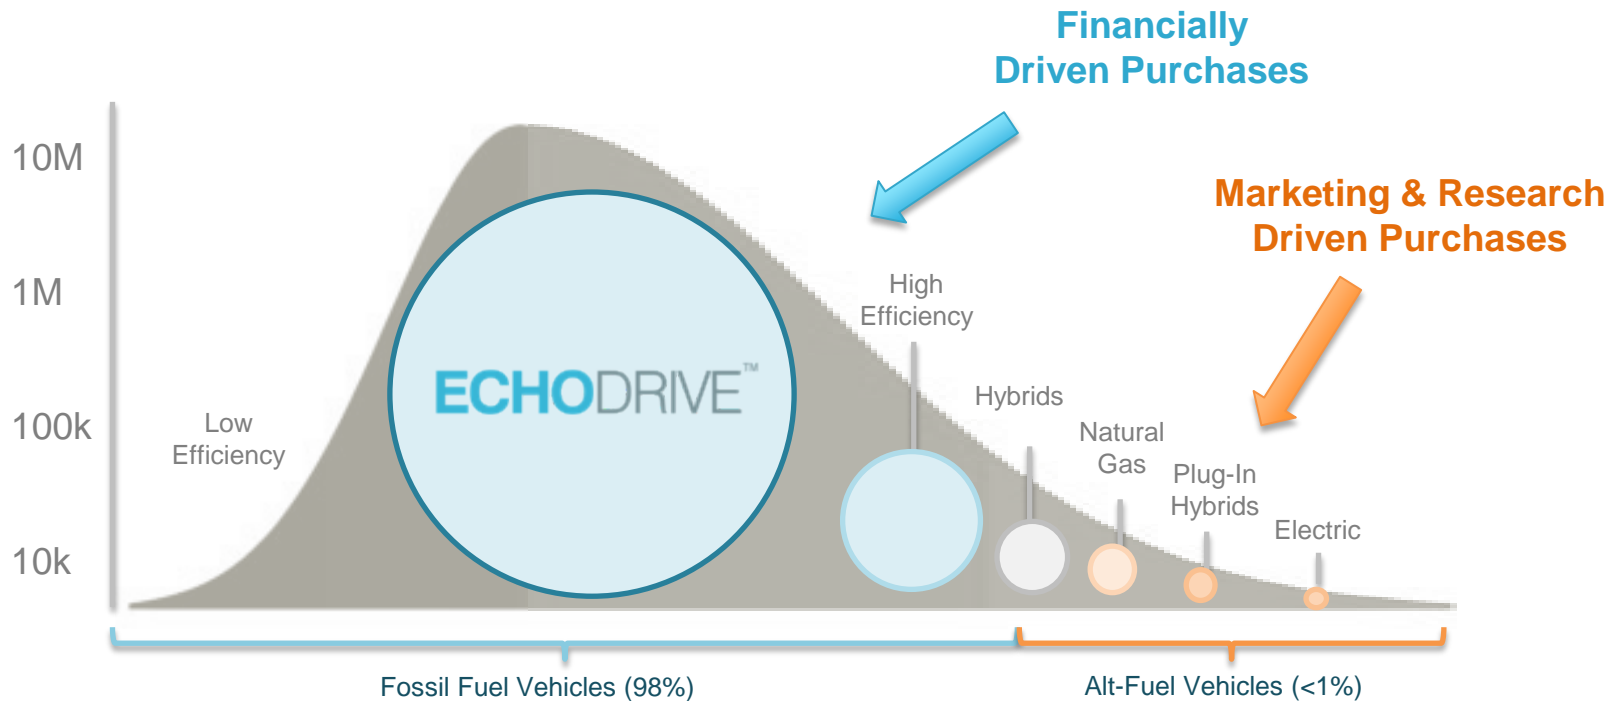 Financially
Driven Purchases
Marketing & Research
Driven Purchases
10M
1M
100k
10k
Low
Efficiency
ECHODRIVE™
High
Efficiency
Hybrids
Natural
Gas
Plug-In
Hybrids
Electric
Fossil Fuel Vehicles (98%)
Alt-Fuel Vehicles (<1%)